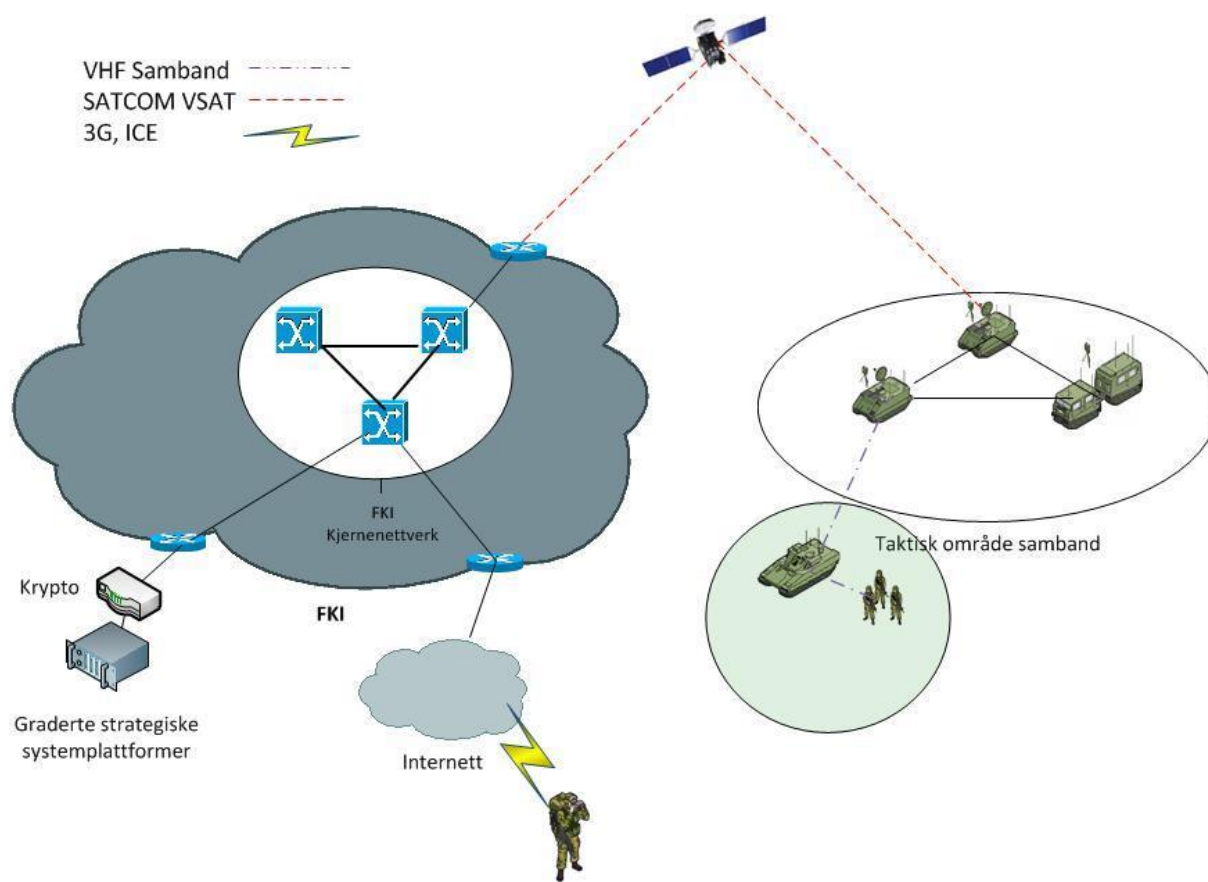 VHF Samband
SATCOM VSAT
3G, ICE
FKI
Kjernenettverk
Taktisk område samband
Krypto
FKI
Graderte strategiske
systemplattformer
Internett